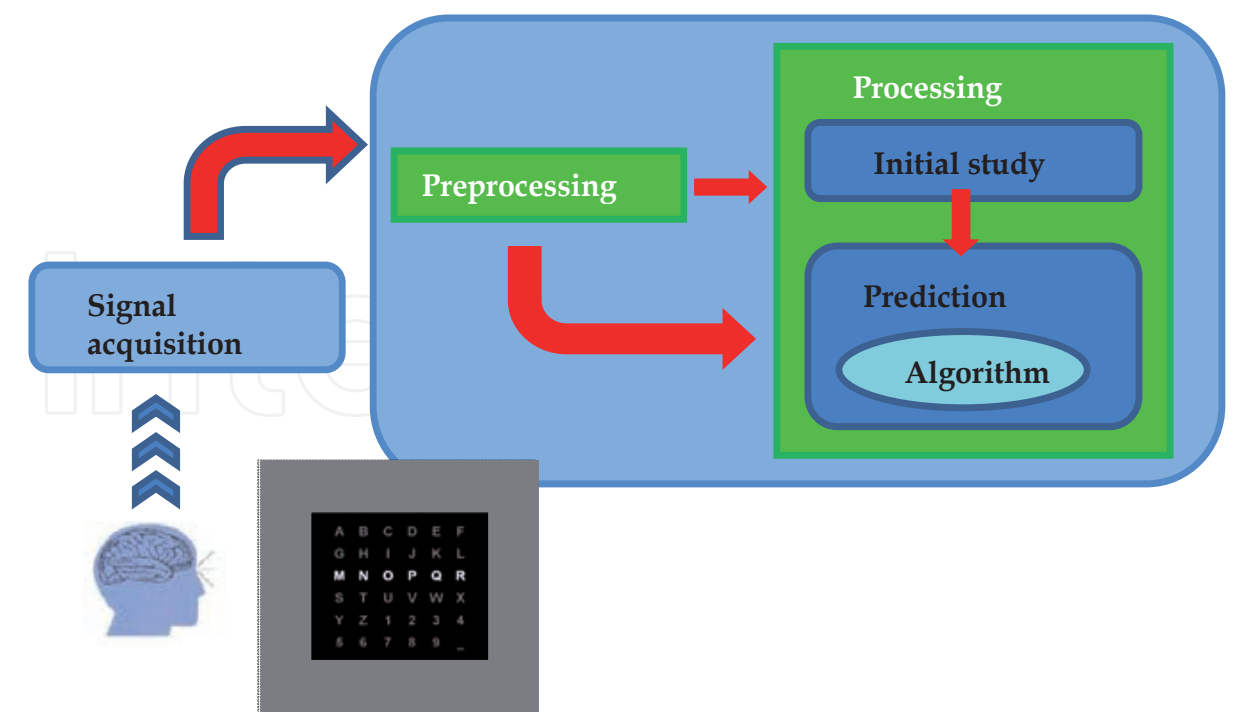 Processing
Initial study
Preprocessing
Prediction
Algorithm
Signal
acquisition
A B C D E F
G H I J K L
M N O P Q R
S T U V W X
Y Z 1 2 3 4
5 6 7 8 9 _